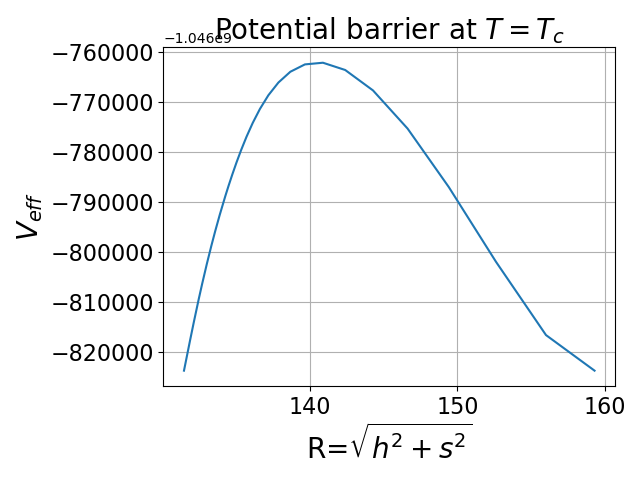 Potential barrier at T = T_c
−1.046e9
−760000
−770000
−780000
−790000
−800000
−810000
−820000
V_eff
140
150
160
R=√h² + s²